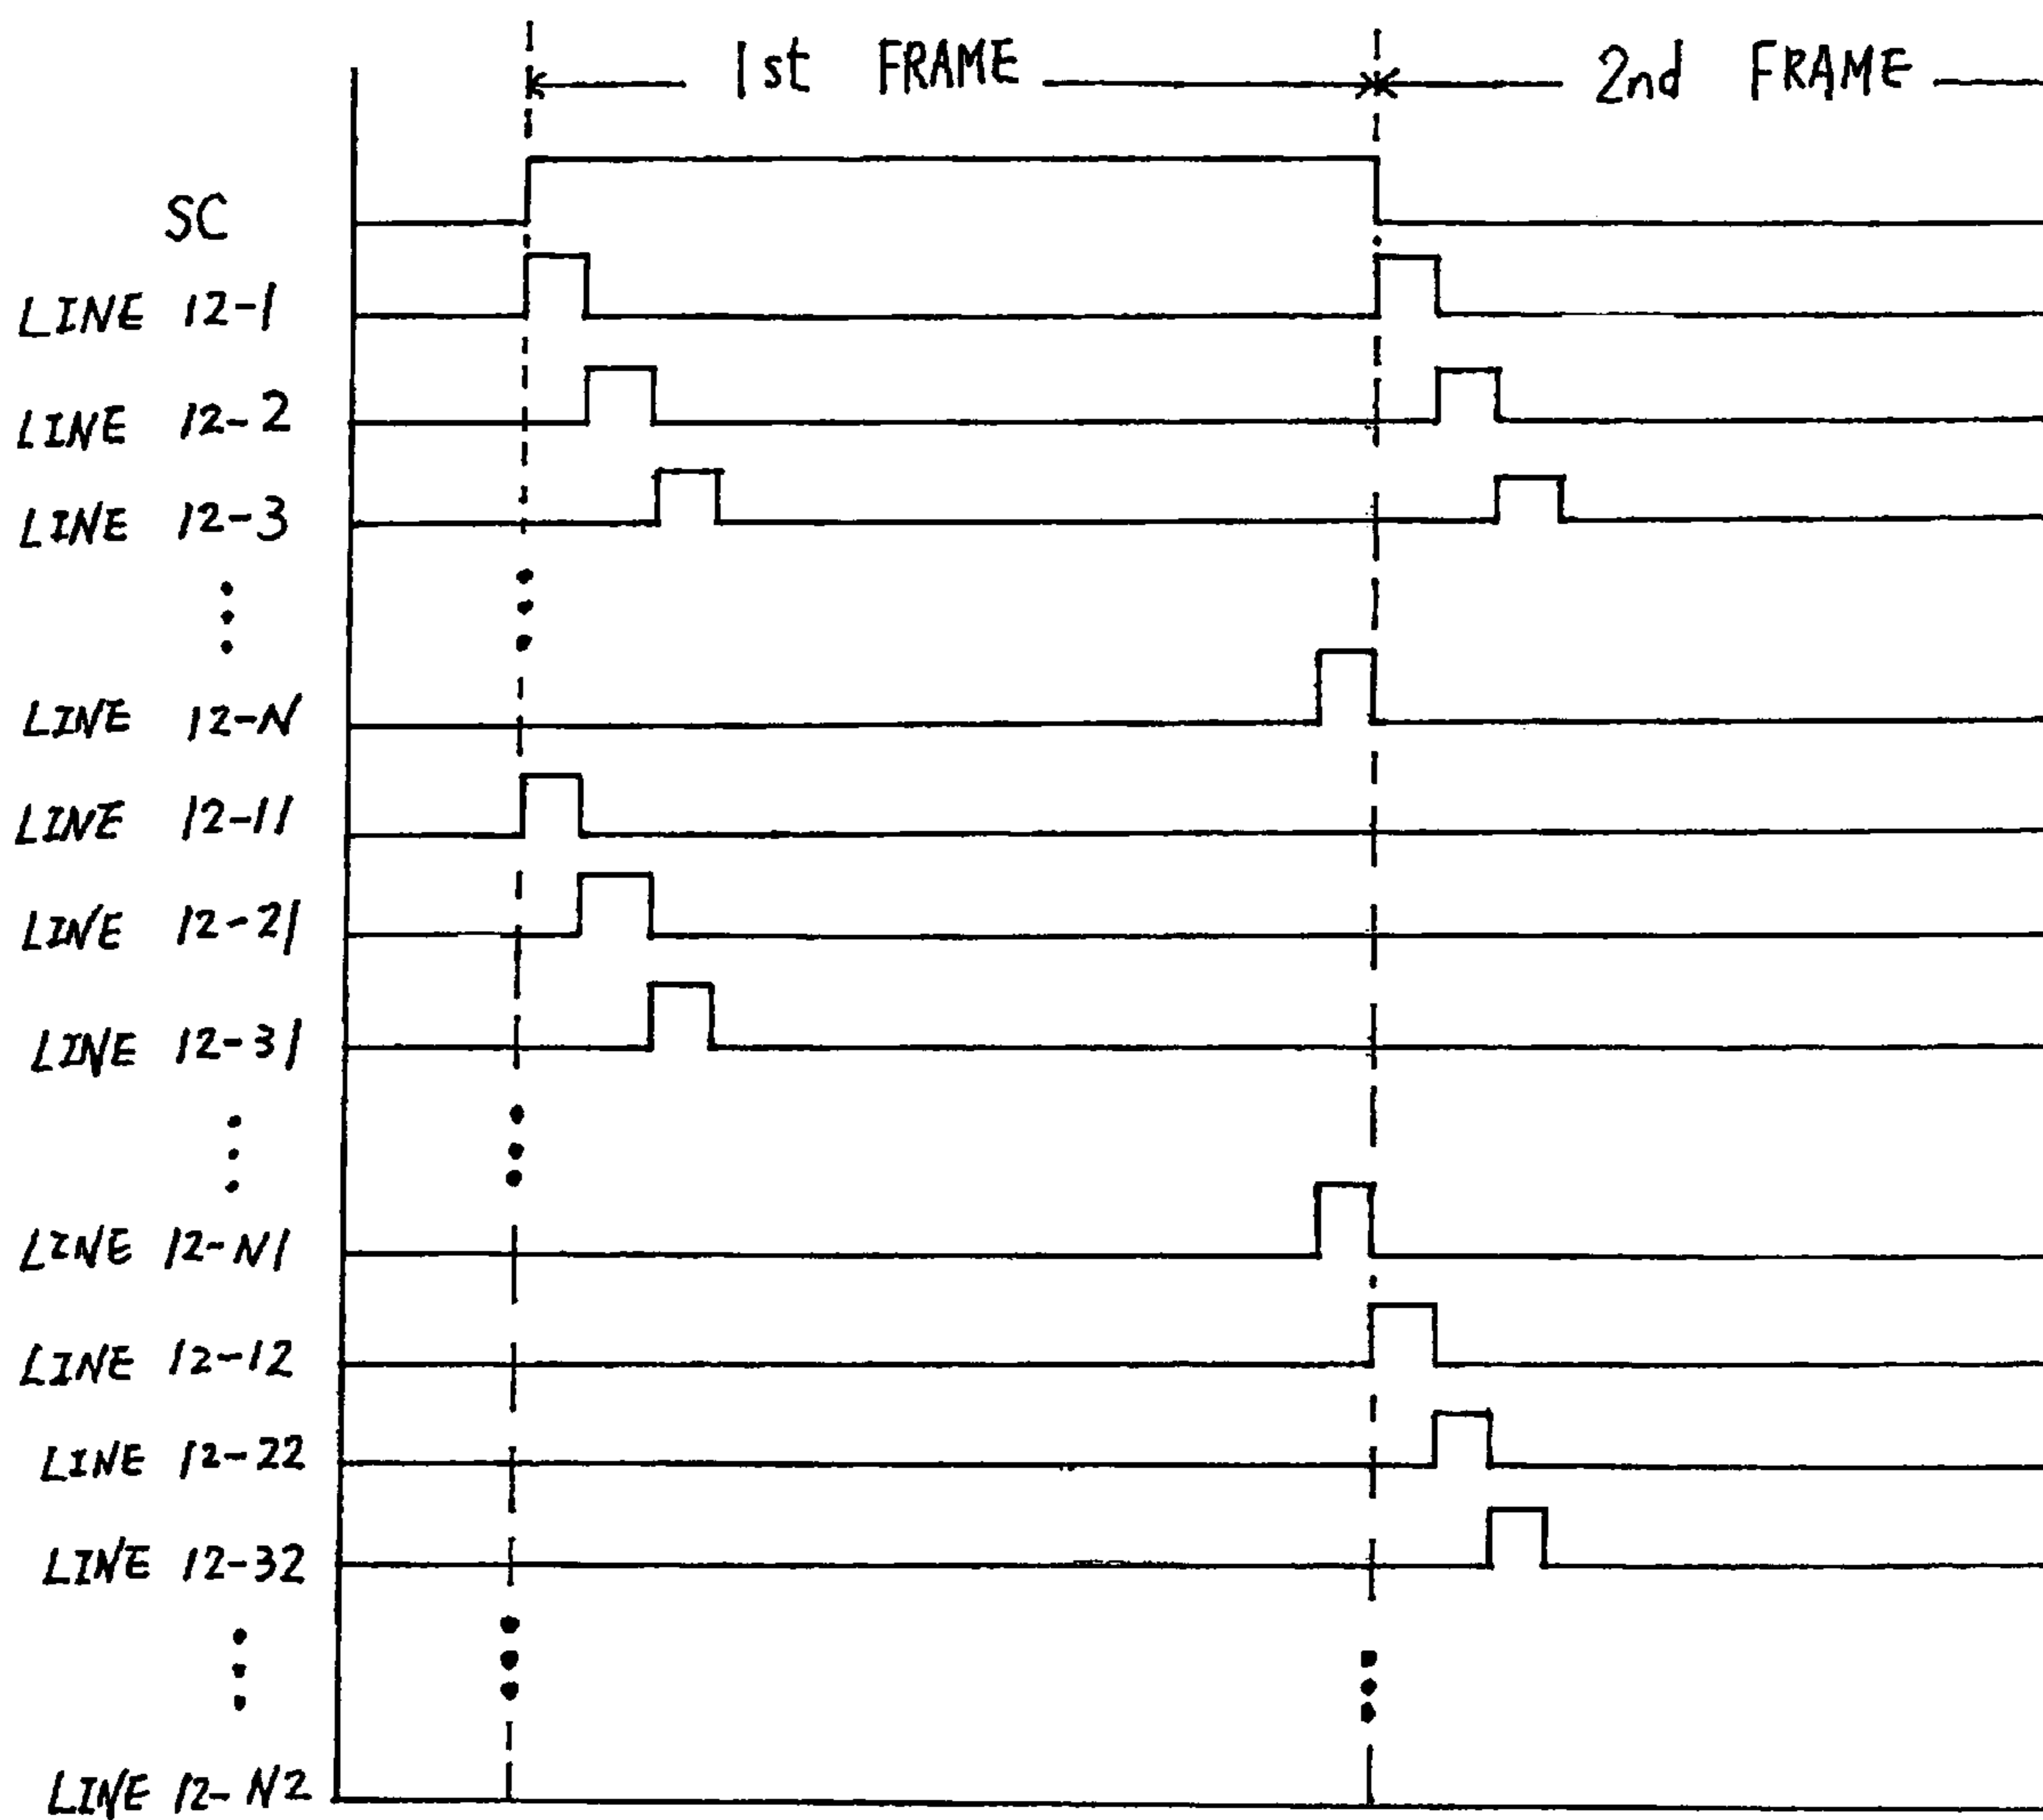 1st FRAME 2nd FRAME
SC
LINE 12-1
LINE 12-2
LINE 12-3
LINE 12-N
LINE 12-11
LINE 12-21
LINE 12-31
LINE 12-N1
LINE 12-12
LINE 12-22
LINE 12-32
LINE 12-N2